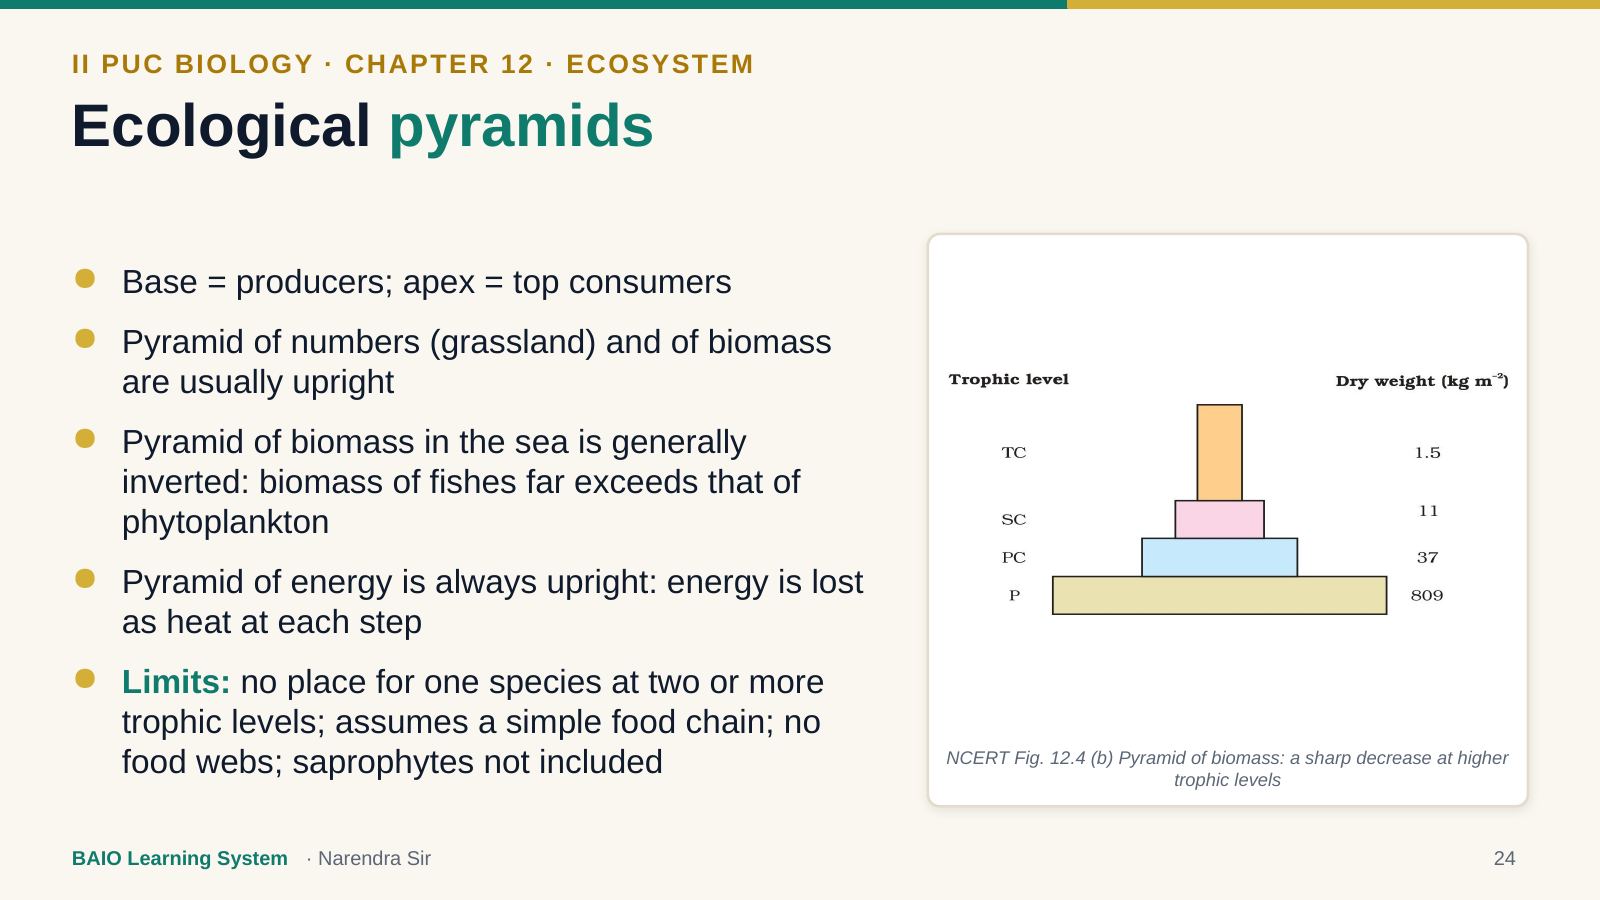 II PUC BIOLOGY · CHAPTER 12 · ECOSYSTEM
Ecological pyramids
Base = producers; apex = top consumers
Pyramid of numbers (grassland) and of biomass
are usually upright
Pyramid of biomass in the sea is generally
inverted: biomass of fishes far exceeds that of
phytoplankton
Pyramid of energy is always upright: energy is lost
as heat at each step
Limits: no place for one species at two or more
trophic levels; assumes a simple food chain; no
food webs; saprophytes not included
Trophic level Dry weight (kg m⁻²)
TC 1.5
SC 11
PC 37
P 809
NCERT Fig. 12.4 (b) Pyramid of biomass: a sharp decrease at higher
trophic levels
BAIO Learning System · Narendra Sir 24